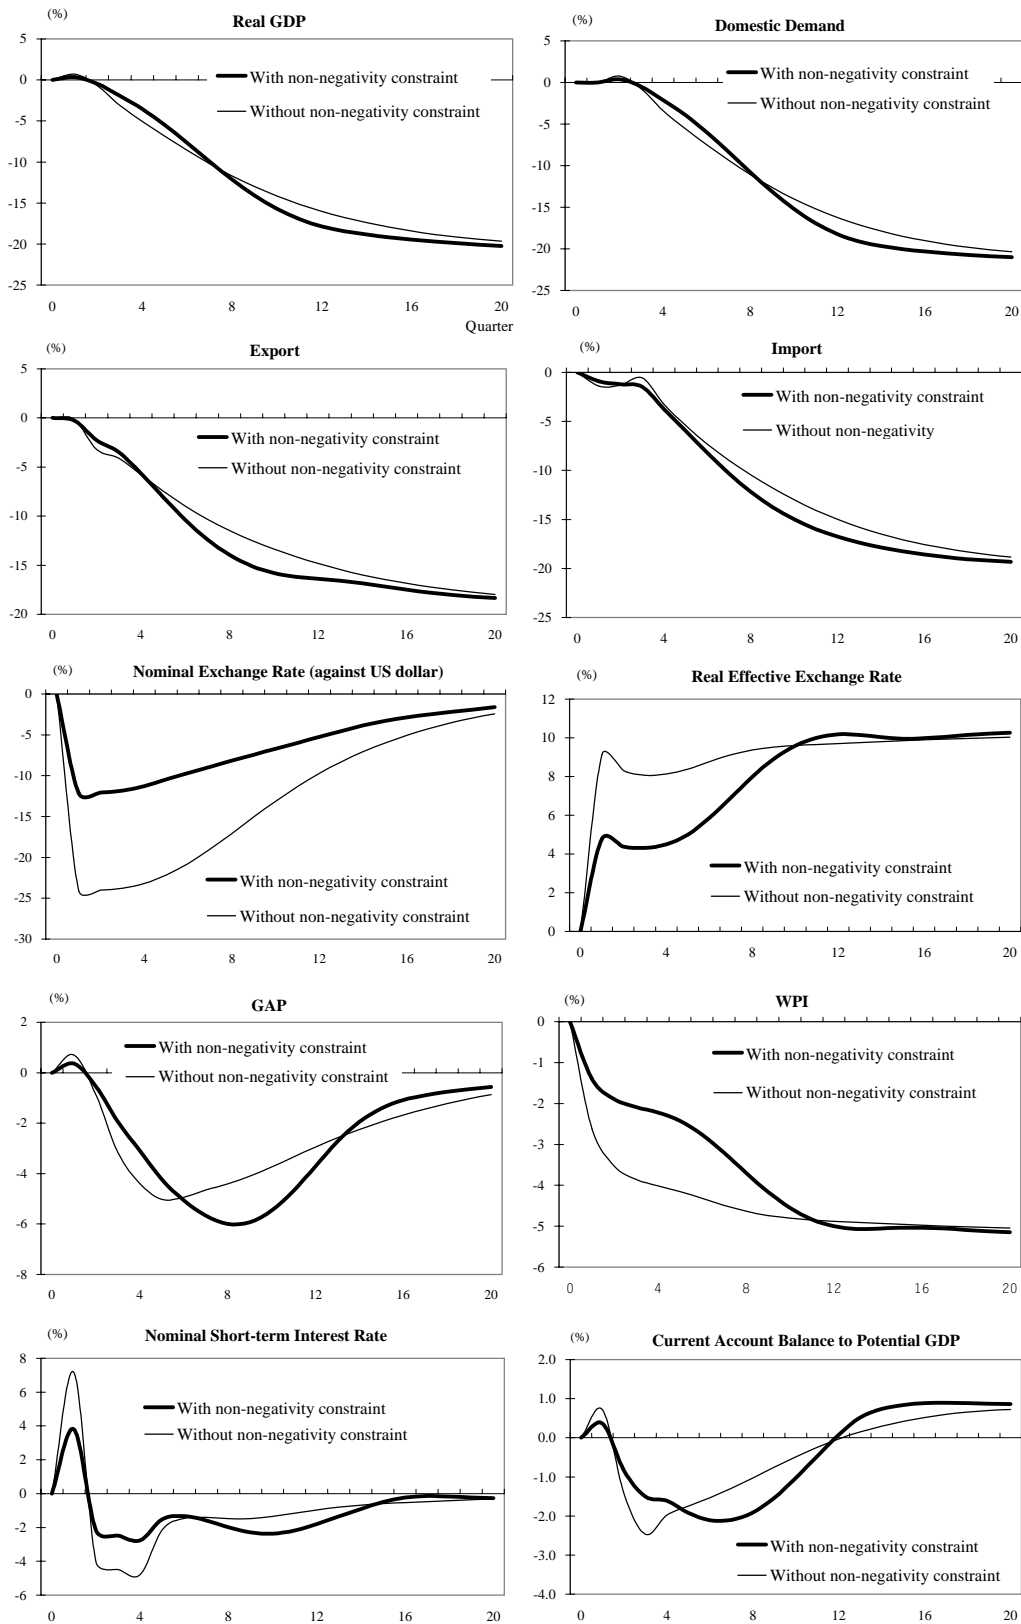 (%)
Real GDP
5
0
-5
-10
-15
-20
-25
With non-negativity constraint
Without non-negativity constraint
0 4 8 12 16 20
Quarter
(%)
Domestic Demand
5
0
-5
-10
-15
-20
-25
With non-negativity constraint
Without non-negativity constraint
0 4 8 12 16 20
(%)
Export
5
0
-5
-10
-15
-20
With non-negativity constraint
Without non-negativity constraint
0 4 8 12 16 20
(%)
Import
0
-5
-10
-15
-20
-25
With non-negativity constraint
Without non-negativity
0 4 8 12 16 20
(%)
Nominal Exchange Rate (against US dollar)
0
-5
-10
-15
-20
-25
-30
With non-negativity constraint
Without non-negativity constraint
0 4 8 12 16 20
(%)
Real Effective Exchange Rate
12
10
8
6
4
2
0
With non-negativity constraint
Without non-negativity constraint
0 4 8 12 16 20
(%)
GAP
2
0
-2
-4
-6
-8
With non-negativity constraint
Without non-negativity constraint
0 4 8 12 16 20
(%)
WPI
0
-1
-2
-3
-4
-5
-6
With non-negativity constraint
Without non-negativity constraint
0 4 8 12 16 20
(%)
Nominal Short-term Interest Rate
8
6
4
2
0
-2
-4
-6
With non-negativity constraint
Without non-negativity constraint
0 4 8 12 16 20
(%)
Current Account Balance to Potential GDP
2.0
1.0
0.0
-1.0
-2.0
-3.0
-4.0
With non-negativity constraint
Without non-negativity constraint
0 4 8 12 16 20